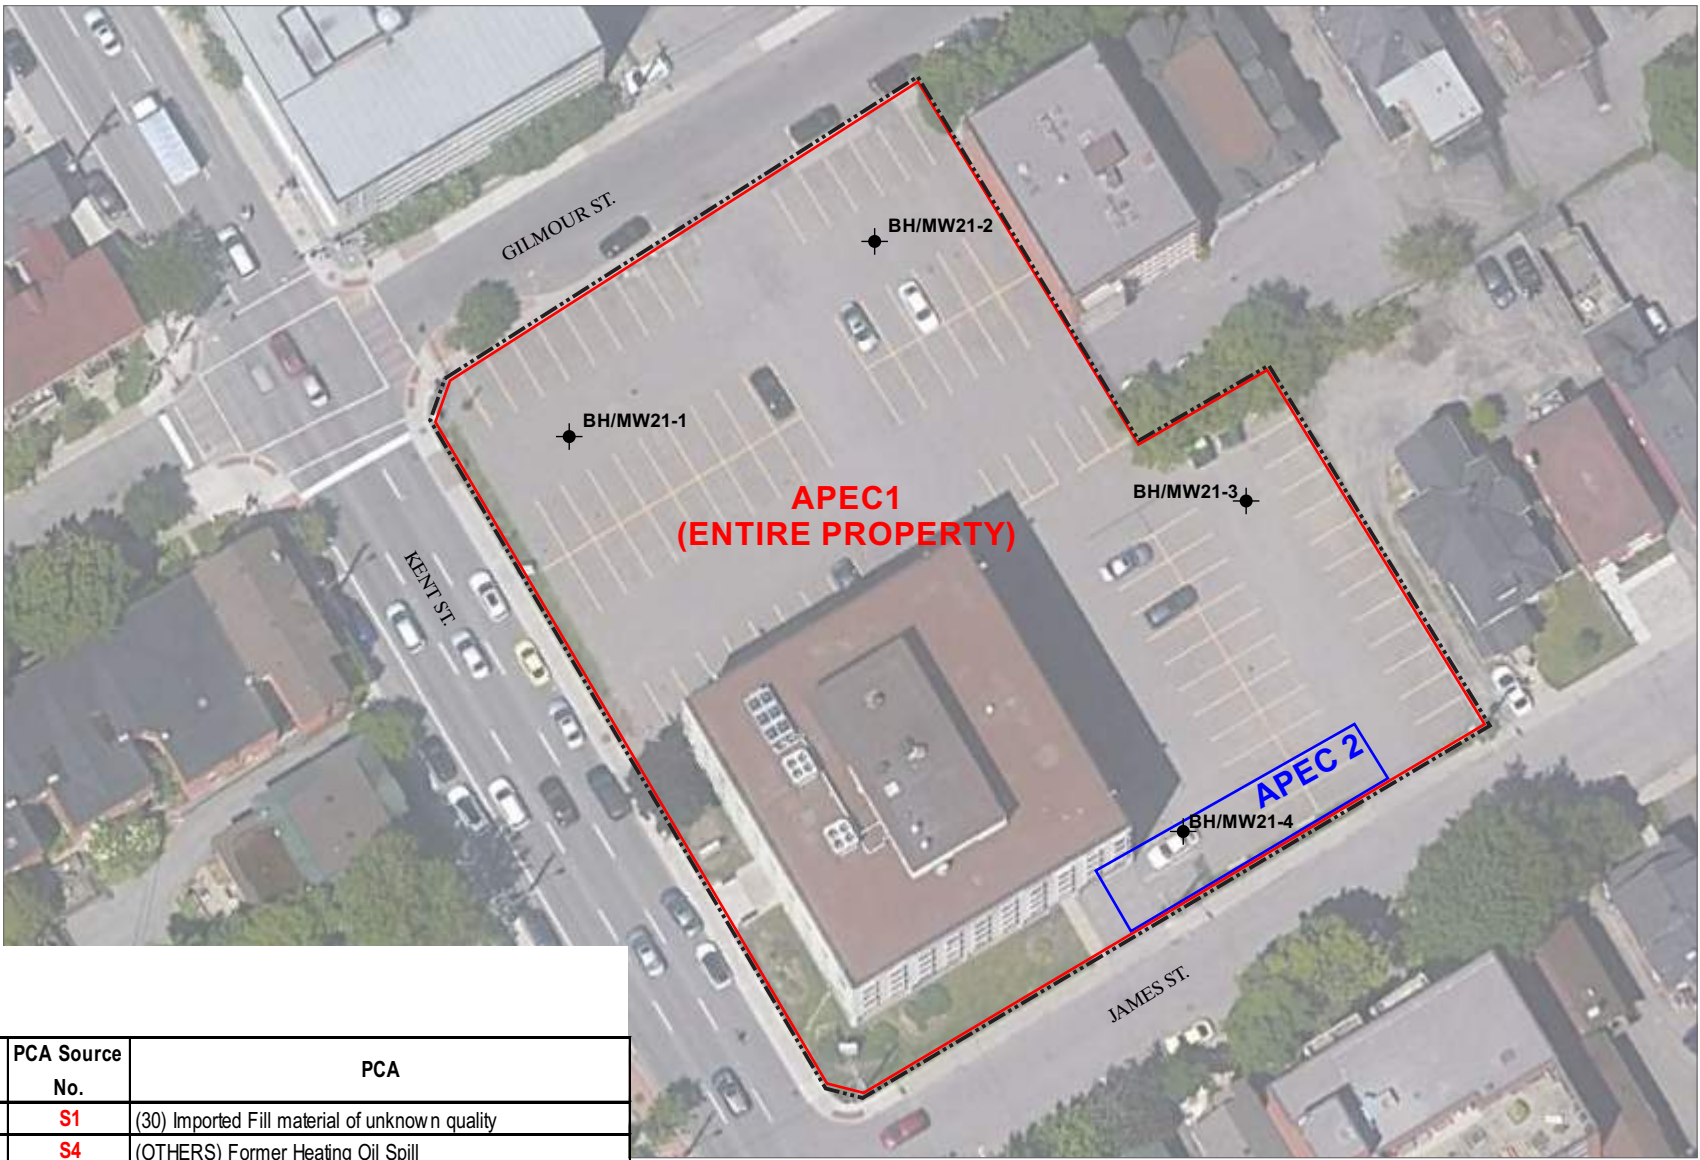 GILMOUR ST.
BH/MW21-2
BH/MW21-1
APEC1
(ENTIRE PROPERTY)
BH/MW21-3
KENT ST.
APEC 2
BH/MW21-4
JAMES ST.
PCA Source No.
PCA
S1
(30) Imported Fill material of unknown quality
S4
(OTHERS) Former Heating Oil Spill